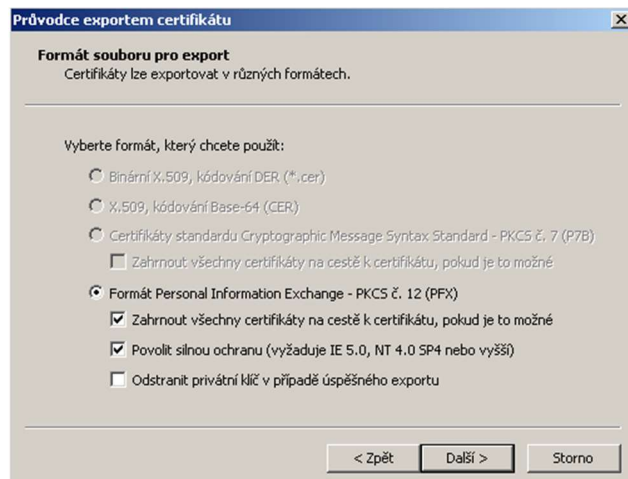 Průvodce exportem certifikátu
Formát souboru pro export
Certifikáty lze exportovat v různých formátech.
Vyberte formát, který chcete použít:
Binární X.509, kódování DER (*.cer)
X.509, kódování Base-64 (CER)
Certifikáty standardu Cryptographic Message Syntax Standard - PKCS č. 7 (P7B)
Zahrnout všechny certifikáty na cestě k certifikátu, pokud je to možné
Formát Personal Information Exchange - PKCS č. 12 (PFX)
Zahrnout všechny certifikáty na cestě k certifikátu, pokud je to možné
Povolit silnou ochranu (vyžaduje IE 5.0, NT 4.0 SP4 nebo vyšší)
Odstranit privátní klíč v případě úspěšného exportu
< Zpět Další > Storno